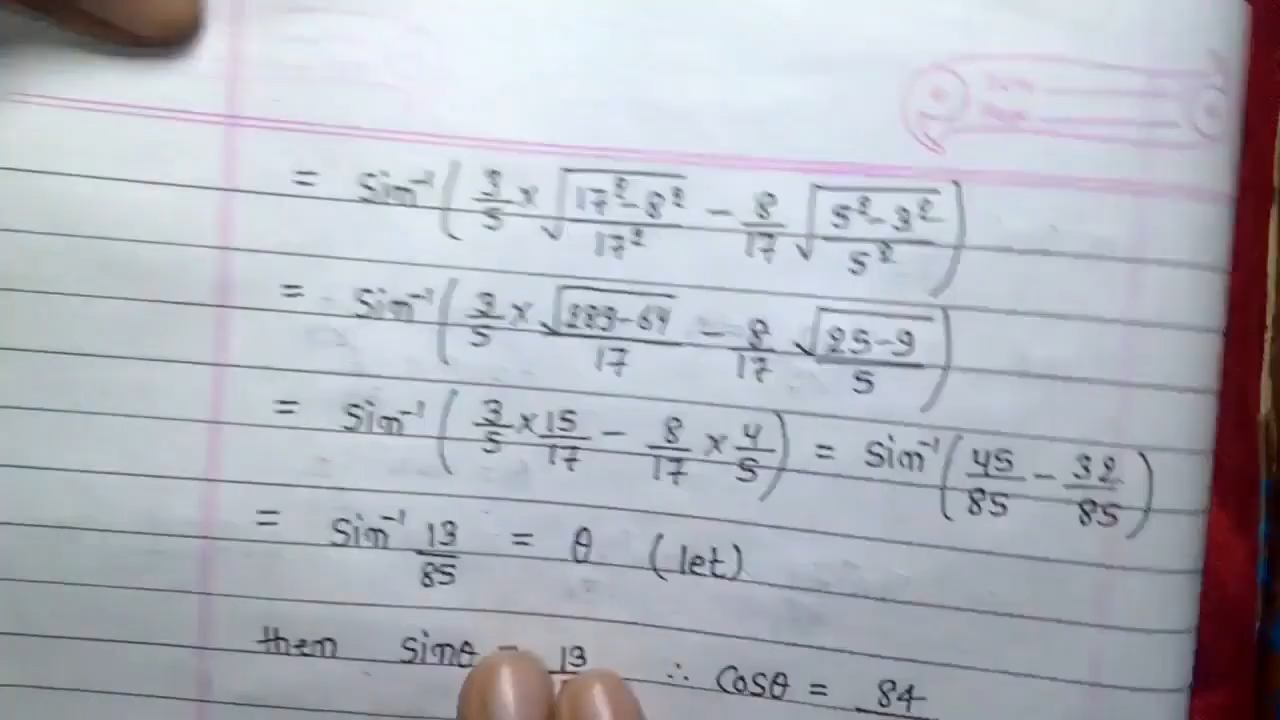 = Sin⁻¹ ( 3/5 × √(17² - 8²)/17² - 8/17 √(5² - 3²)/5² )
= Sin⁻¹ ( 3/5 × √(289-64)/17 - 8/17 √(25-9)/5 )
= Sin⁻¹ ( 3/5 × 15/17 - 8/17 × 4/5 ) = Sin⁻¹ ( 45/85 - 32/85 )
= Sin⁻¹ 13/85 = θ (let)
then sinθ = 13 ∴ Cosθ = 84